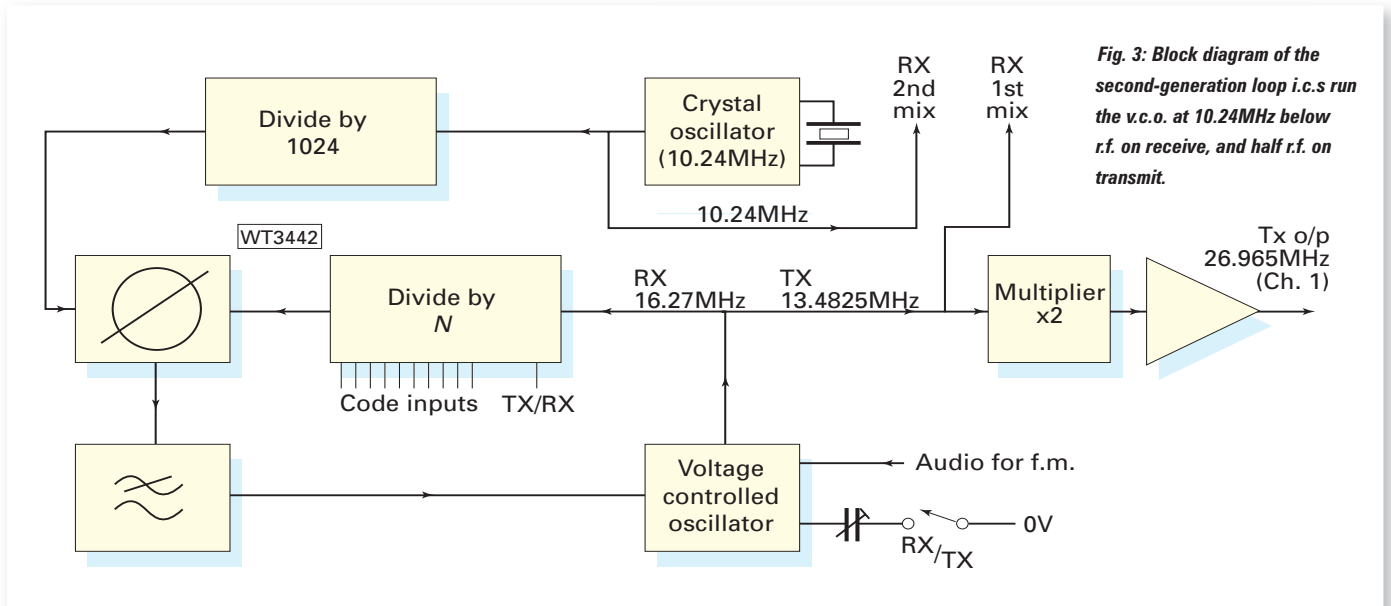 Fig. 3: Block diagram of the
second-generation loop i.c.s run
the v.c.o. at 10.24MHz below
r.f. on receive, and half r.f. on
transmit.
RX
2nd
mix
RX
1st
mix
Divide by
1024
Crystal
oscillator
(10.24MHz)
10.24MHz
WT3442
Divide by
N
Code inputs
TX/RX
RX
16.27MHz
TX
13.4825MHz
Multiplier
x2
Tx o/p
26.965MHz
(Ch. 1)
Voltage
controlled
oscillator
Audio for f.m.
0V
RX/TX